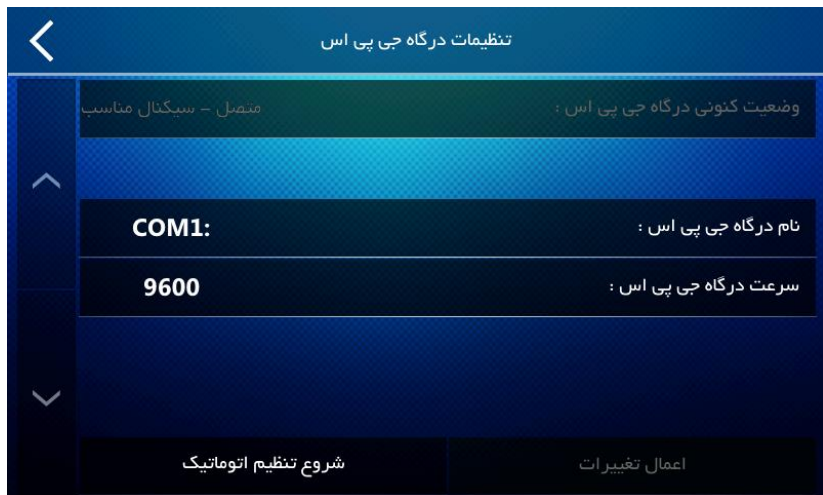 تنظیمات درگاه جی پی اس
وضعیت کنونی درگاه جی پی اس : متصل - سیگنال مناسب
نام درگاه جی پی اس : COM1:
سرعت درگاه جی پی اس : 9600
اعمال تغییرات شروع تنظیم اتوماتیک